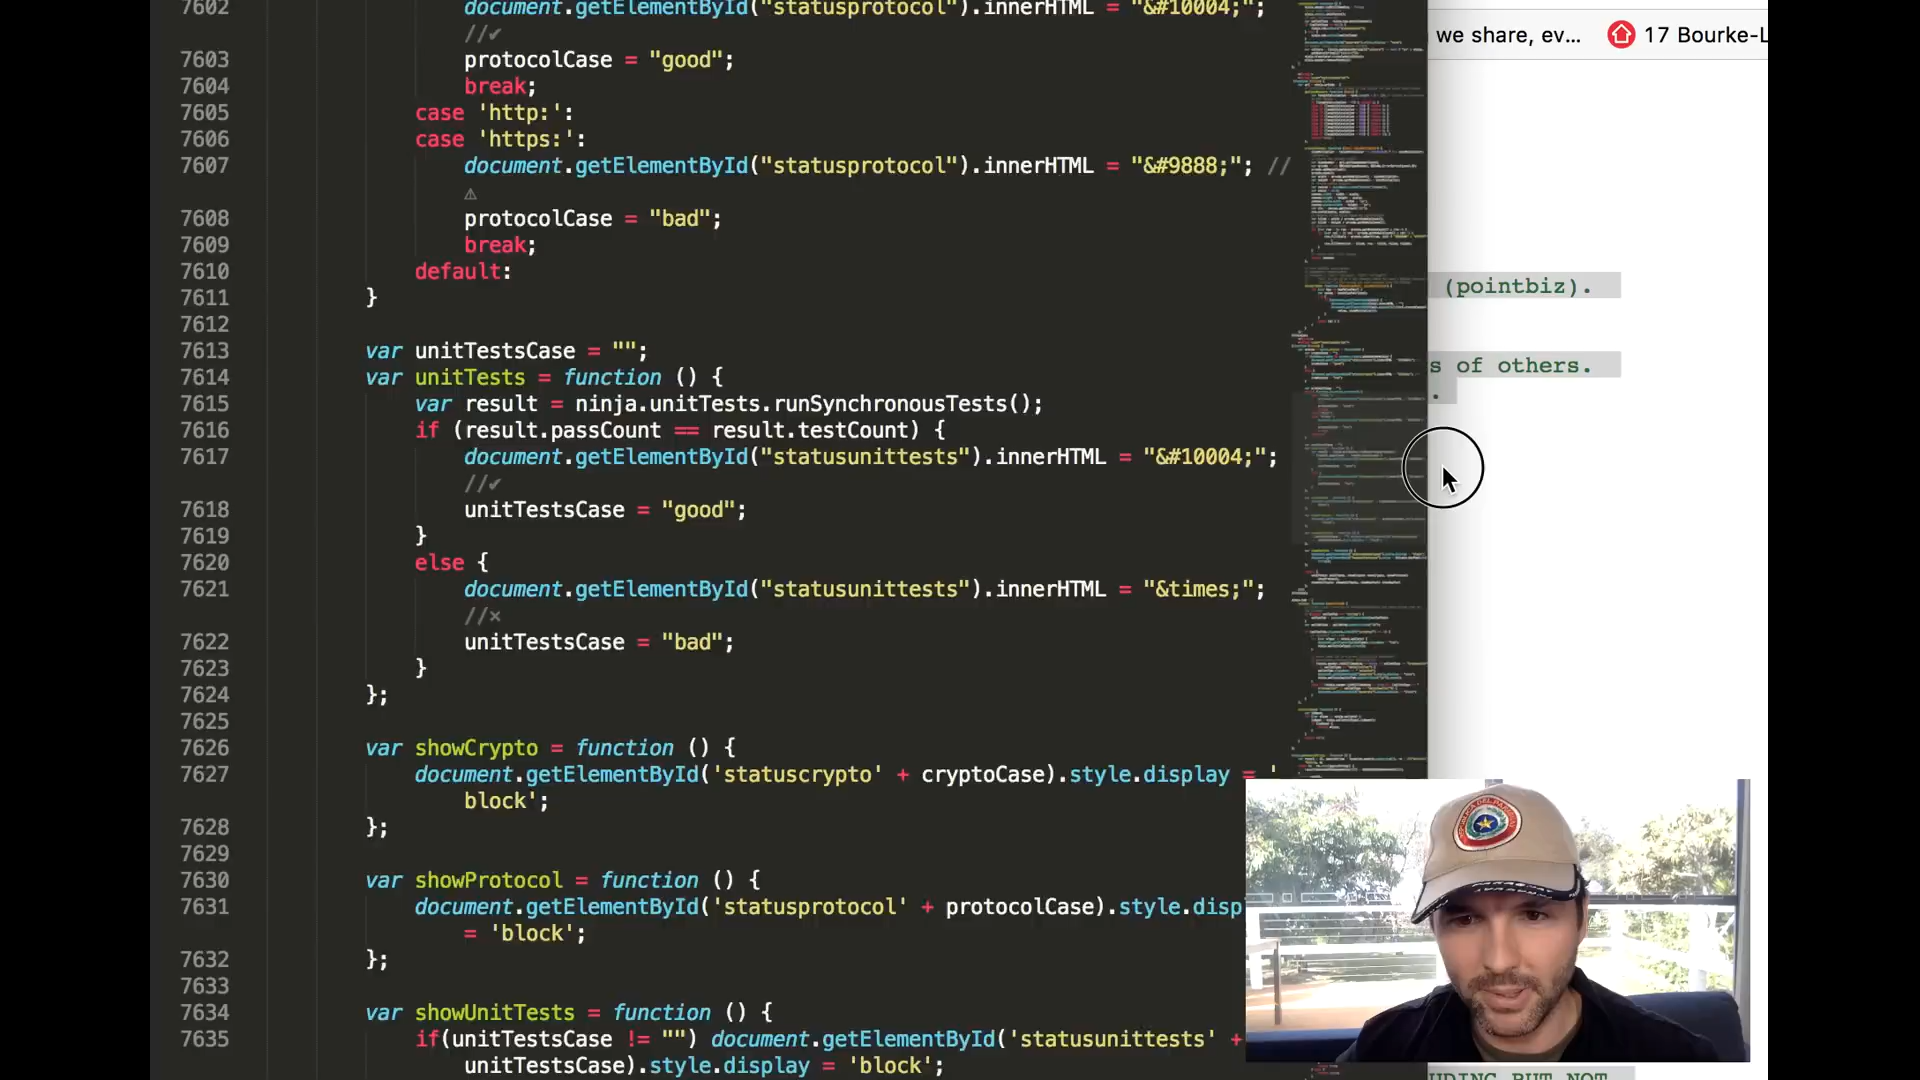 7602 document.getElementById("statusprotocol").innerHTML = "&#10004;";
//✔
7603 protocolCase = "good";
7604 break;
7605 case 'http:':
7606 case 'https:':
7607 document.getElementById("statusprotocol").innerHTML = "&#9888;"; //
⚠
7608 protocolCase = "bad";
7609 break;
7610 default:
7611 }
7612
7613 var unitTestsCase = "";
7614 var unitTests = function () {
7615 var result = ninja.unitTests.runSynchronousTests();
7616 if (result.passCount == result.testCount) {
7617 document.getElementById("statusunittests").innerHTML = "&#10004;";
//✔
7618 unitTestsCase = "good";
7619 }
7620 else {
7621 document.getElementById("statusunittests").innerHTML = "&times;";
//×
7622 unitTestsCase = "bad";
7623 }
7624 };
7625
7626 var showCrypto = function () {
7627 document.getElementById('statuscrypto' + cryptoCase).style.display = '
block';
7628 };
7629
7630 var showProtocol = function () {
7631 document.getElementById('statusprotocol' + protocolCase).style.disp
= 'block';
7632 };
7633
7634 var showUnitTests = function () {
7635 if(unitTestsCase != "") document.getElementById('statusunittests' +
unitTestsCase).style.display = 'block';
we share, ev... 17 Bourke-L
(pointbiz).
s of others.
.
UDING BUT NOT